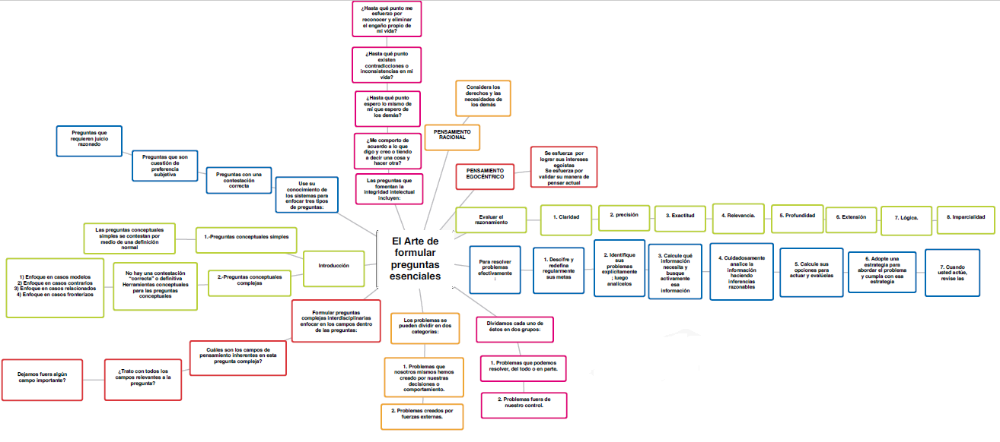 ¿Hasta qué punto me
esfuerzo por
reconocer y eliminar
el engaño propio de
mi vida?
¿Hasta qué punto
existen
contradicciones o
inconsistencias en mi
vida?
¿Hasta qué punto
espero lo mismo de
mí que espero de
los demás?
¿Me comporto de
acuerdo a lo que
digo y creo o tiendo
a decir una cosa y
hacer otra?
Las preguntas que
fomentan la
integridad intelectual
incluyen:
Considera los
derechos y las
necesidades de
los demás
PENSAMIENTO
RACIONAL
PENSAMIENTO
EGOCÉNTRICO
Se esfuerza por
lograr sus intereses
egoístas
Se esfuerza por
validar su manera de
pensar actual
Preguntas que
requieren juicio
razonado
Preguntas que son
cuestión de
preferencia
subjetiva
Preguntas con una
contestación
correcta
Use su
conocimiento de
los sistemas para
enfocar tres tipos
de preguntas:
Evaluar el
razonamiento
1. Claridad
2. precisión
3. Exactitud
4. Relevancia.
5. Profundidad
6. Extensión
7. Lógica.
8. Imparcialidad
El Arte de
formular
preguntas
esenciales
Las preguntas conceptuales
simples se contestan por
medio de una definición
normal
1.-Preguntas conceptuales simples
Introducción
2.-Preguntas conceptuales
complejas
No hay una contestación
"correcta" o definitiva
Herramientas conceptuales
para las preguntas
conceptuales
1) Enfoque en casos modelos
2) Enfoque en casos contrarios
3) Enfoque en casos relacionados
4) Enfoque en casos fronterizos
Para resolver
problemas
efectivamente
:
1. Descifre y
redefina
regularmente
sus metas
2. Identifique
sus
problemas
explícitamente
; luego
analícelos
3. Calcule qué
información
necesita y
busque
activamente
esa
información
4. Cuidadosamente
analice la
información
haciendo
inferencias
razonables
5. Calcule sus
opciones para
actuar y evalúelas
6. Adopte una
estrategia para
abordar el problema
y cumpla con esa
estrategia
7. Cuando
usted actúe,
revise las
Formular preguntas
complejas interdisciplinarias
enfocar en los campos dentro
de las preguntas:
Cuáles son los campos de
pensamiento inherentes en esta
pregunta compleja?
¿Trato con todos los
campos relevantes a la
pregunta?
Dejamos fuera algún
campo importante?
Los problemas se
pueden dividir en dos
categorías:
1. Problemas que
nosotros mismos hemos
creado por nuestras
decisiones o
comportamiento.
2. Problemas creados por
fuerzas externas.
Dividamos cada uno de
éstos en dos grupos:
1. Problemas que podemos
resolver, del todo o en parte.
2. Problemas fuera de
nuestro control.